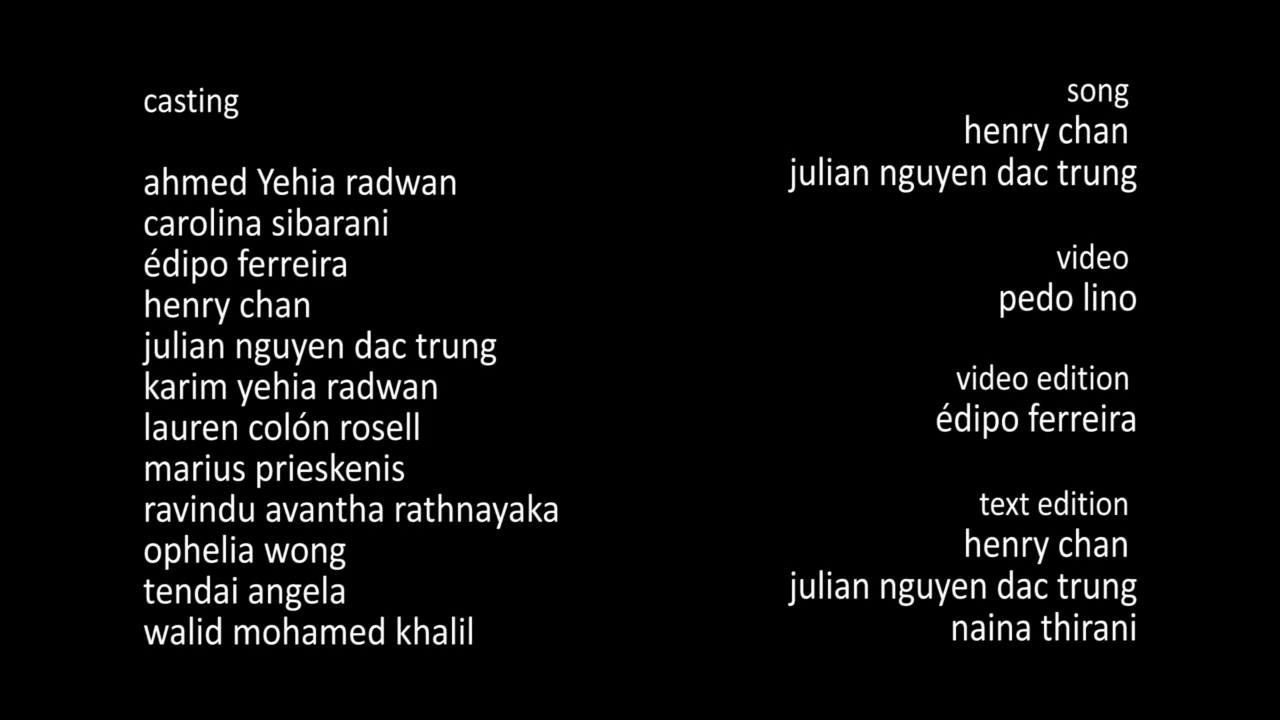 casting
ahmed Yehia radwan
carolina sibarani
édipo ferreira
henry chan
julian nguyen dac trung
karim yehia radwan
lauren colón rosell
marius prieskenis
ravindu avantha rathnayaka
ophelia wong
tendai angela
walid mohamed khalil
song
henry chan
julian nguyen dac trung
video
pedo lino
video edition
édipo ferreira
text edition
henry chan
julian nguyen dac trung
naina thirani